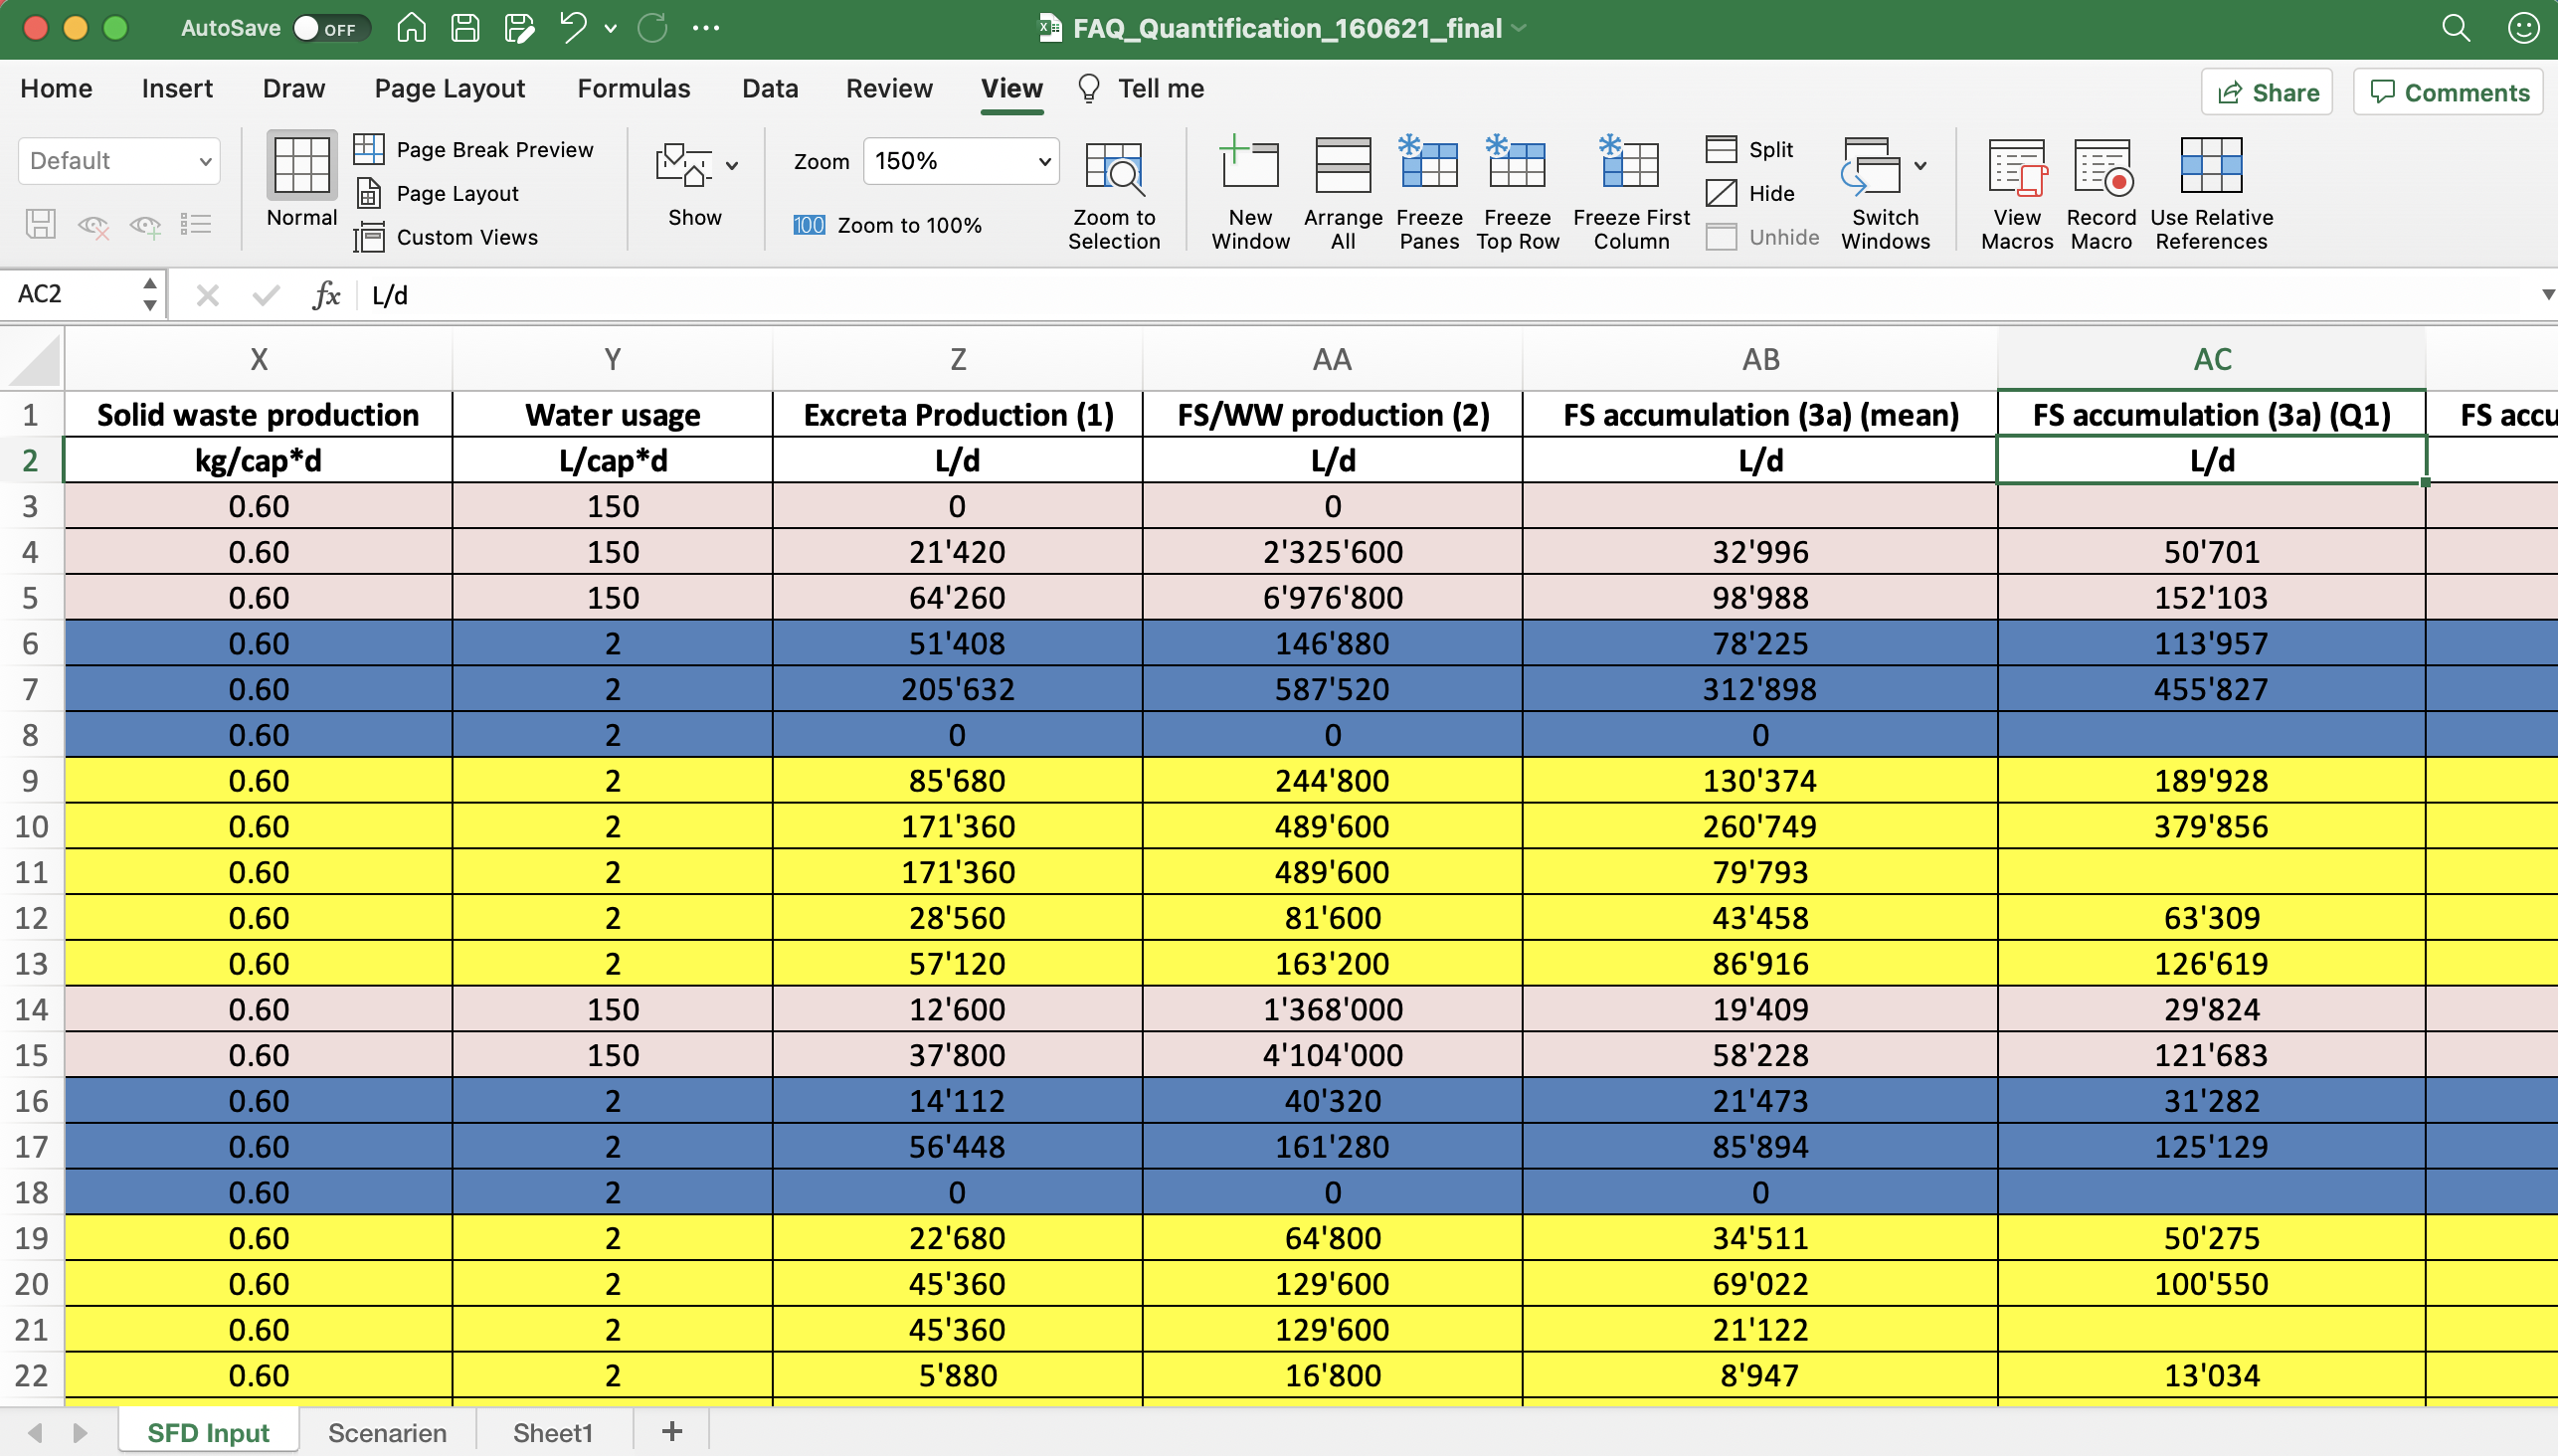 AutoSave OFF FAQ_Quantification_160621_final
Home Insert Draw Page Layout Formulas Data Review View Tell me Share Comments
Default Normal Page Break Preview Page Layout Custom Views Show Zoom 150% 100 Zoom to 100% Zoom to Selection New Window Arrange All Freeze Panes Freeze Top Row Freeze First Column Split Hide Unhide Switch Windows View Macros Record Macro Use Relative References
AC2 fx L/d
X Y Z AA AB AC
1 Solid waste production Water usage Excreta Production (1) FS/WW production (2) FS accumulation (3a) (mean) FS accumulation (3a) (Q1) FS accu
2 kg/cap*d L/cap*d L/d L/d L/d L/d
3 0.60 150 0 0
4 0.60 150 21'420 2'325'600 32'996 50'701
5 0.60 150 64'260 6'976'800 98'988 152'103
6 0.60 2 51'408 146'880 78'225 113'957
7 0.60 2 205'632 587'520 312'898 455'827
8 0.60 2 0 0 0
9 0.60 2 85'680 244'800 130'374 189'928
10 0.60 2 171'360 489'600 260'749 379'856
11 0.60 2 171'360 489'600 79'793
12 0.60 2 28'560 81'600 43'458 63'309
13 0.60 2 57'120 163'200 86'916 126'619
14 0.60 150 12'600 1'368'000 19'409 29'824
15 0.60 150 37'800 4'104'000 58'228 121'683
16 0.60 2 14'112 40'320 21'473 31'282
17 0.60 2 56'448 161'280 85'894 125'129
18 0.60 2 0 0 0
19 0.60 2 22'680 64'800 34'511 50'275
20 0.60 2 45'360 129'600 69'022 100'550
21 0.60 2 45'360 129'600 21'122
22 0.60 2 5'880 16'800 8'947 13'034
SFD Input Scenarien Sheet1 +